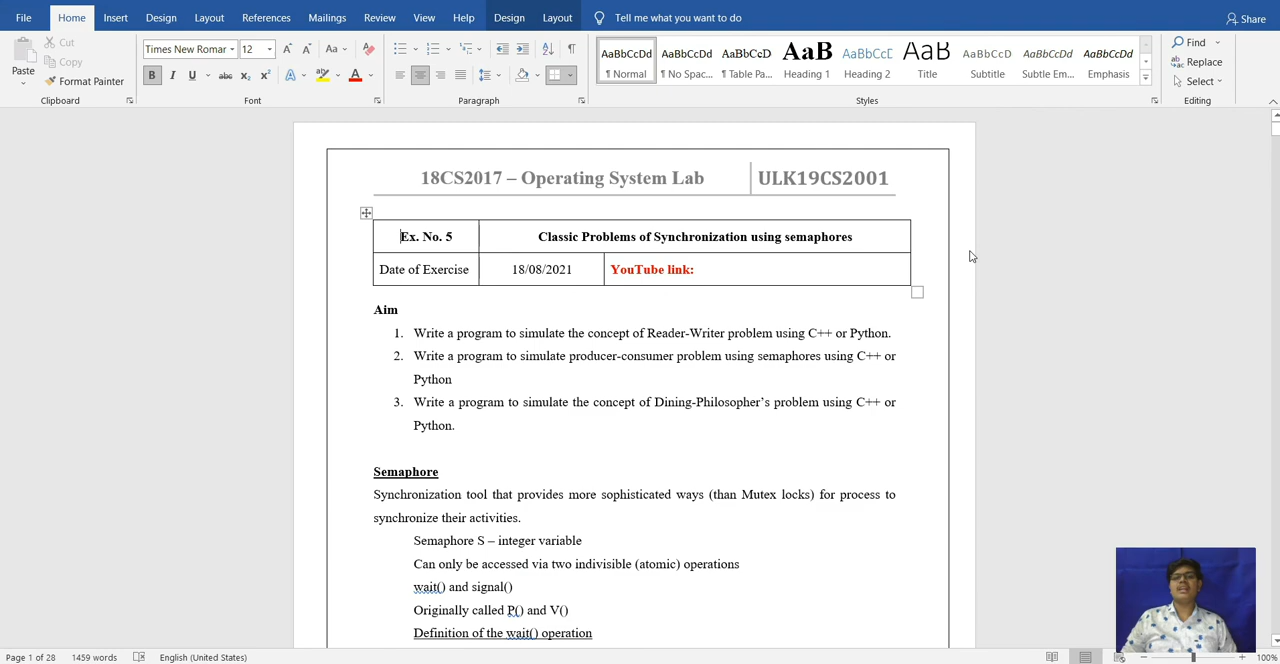 File Home Insert Design Layout References Mailings Review View Help Design Layout Tell me what you want to do Share
Paste Cut Copy Format Painter
Clipboard
Times New Romar 12 Aa
B I U abc x₂ x² A A
Font
Paragraph
AaBbCcDd AaBbCcDd AaBbCcD AaB AaBbCcC AaB AaBbCcD AaBbCcDd AaBbCcDd
¶ Normal ¶ No Spac... ¶ Table Pa... Heading 1 Heading 2 Title Subtitle Subtle Em... Emphasis
Styles
Find
Replace
Select
Editing
18CS2017 – Operating System Lab ULK19CS2001
Ex. No. 5 Classic Problems of Synchronization using semaphores
Date of Exercise 18/08/2021 YouTube link:
Aim
1. Write a program to simulate the concept of Reader-Writer problem using C++ or Python.
2. Write a program to simulate producer-consumer problem using semaphores using C++ or
Python
3. Write a program to simulate the concept of Dining-Philosopher’s problem using C++ or
Python.
Semaphore
Synchronization tool that provides more sophisticated ways (than Mutex locks) for process to
synchronize their activities.
Semaphore S – integer variable
Can only be accessed via two indivisible (atomic) operations
wait() and signal()
Originally called P() and V()
Definition of the wait() operation
Page 1 of 28 1459 words English (United States) 100%